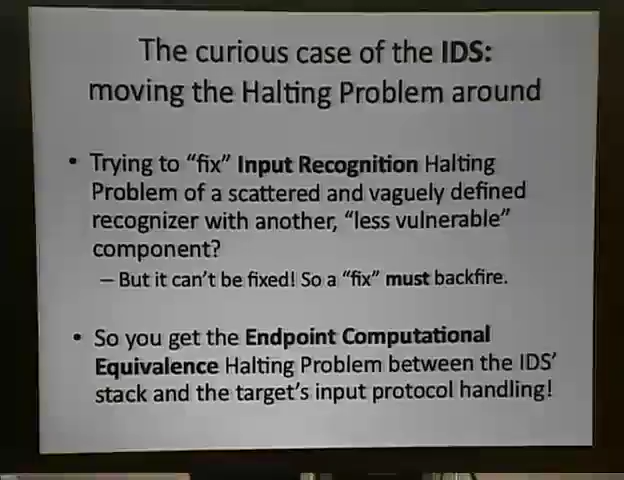 The curious case of the IDS:
moving the Halting Problem around
• Trying to “fix” Input Recognition Halting
Problem of a scattered and vaguely defined
recognizer with another, “less vulnerable”
component?
– But it can’t be fixed! So a “fix” must backfire.
• So you get the Endpoint Computational
Equivalence Halting Problem between the IDS’
stack and the target’s input protocol handling!